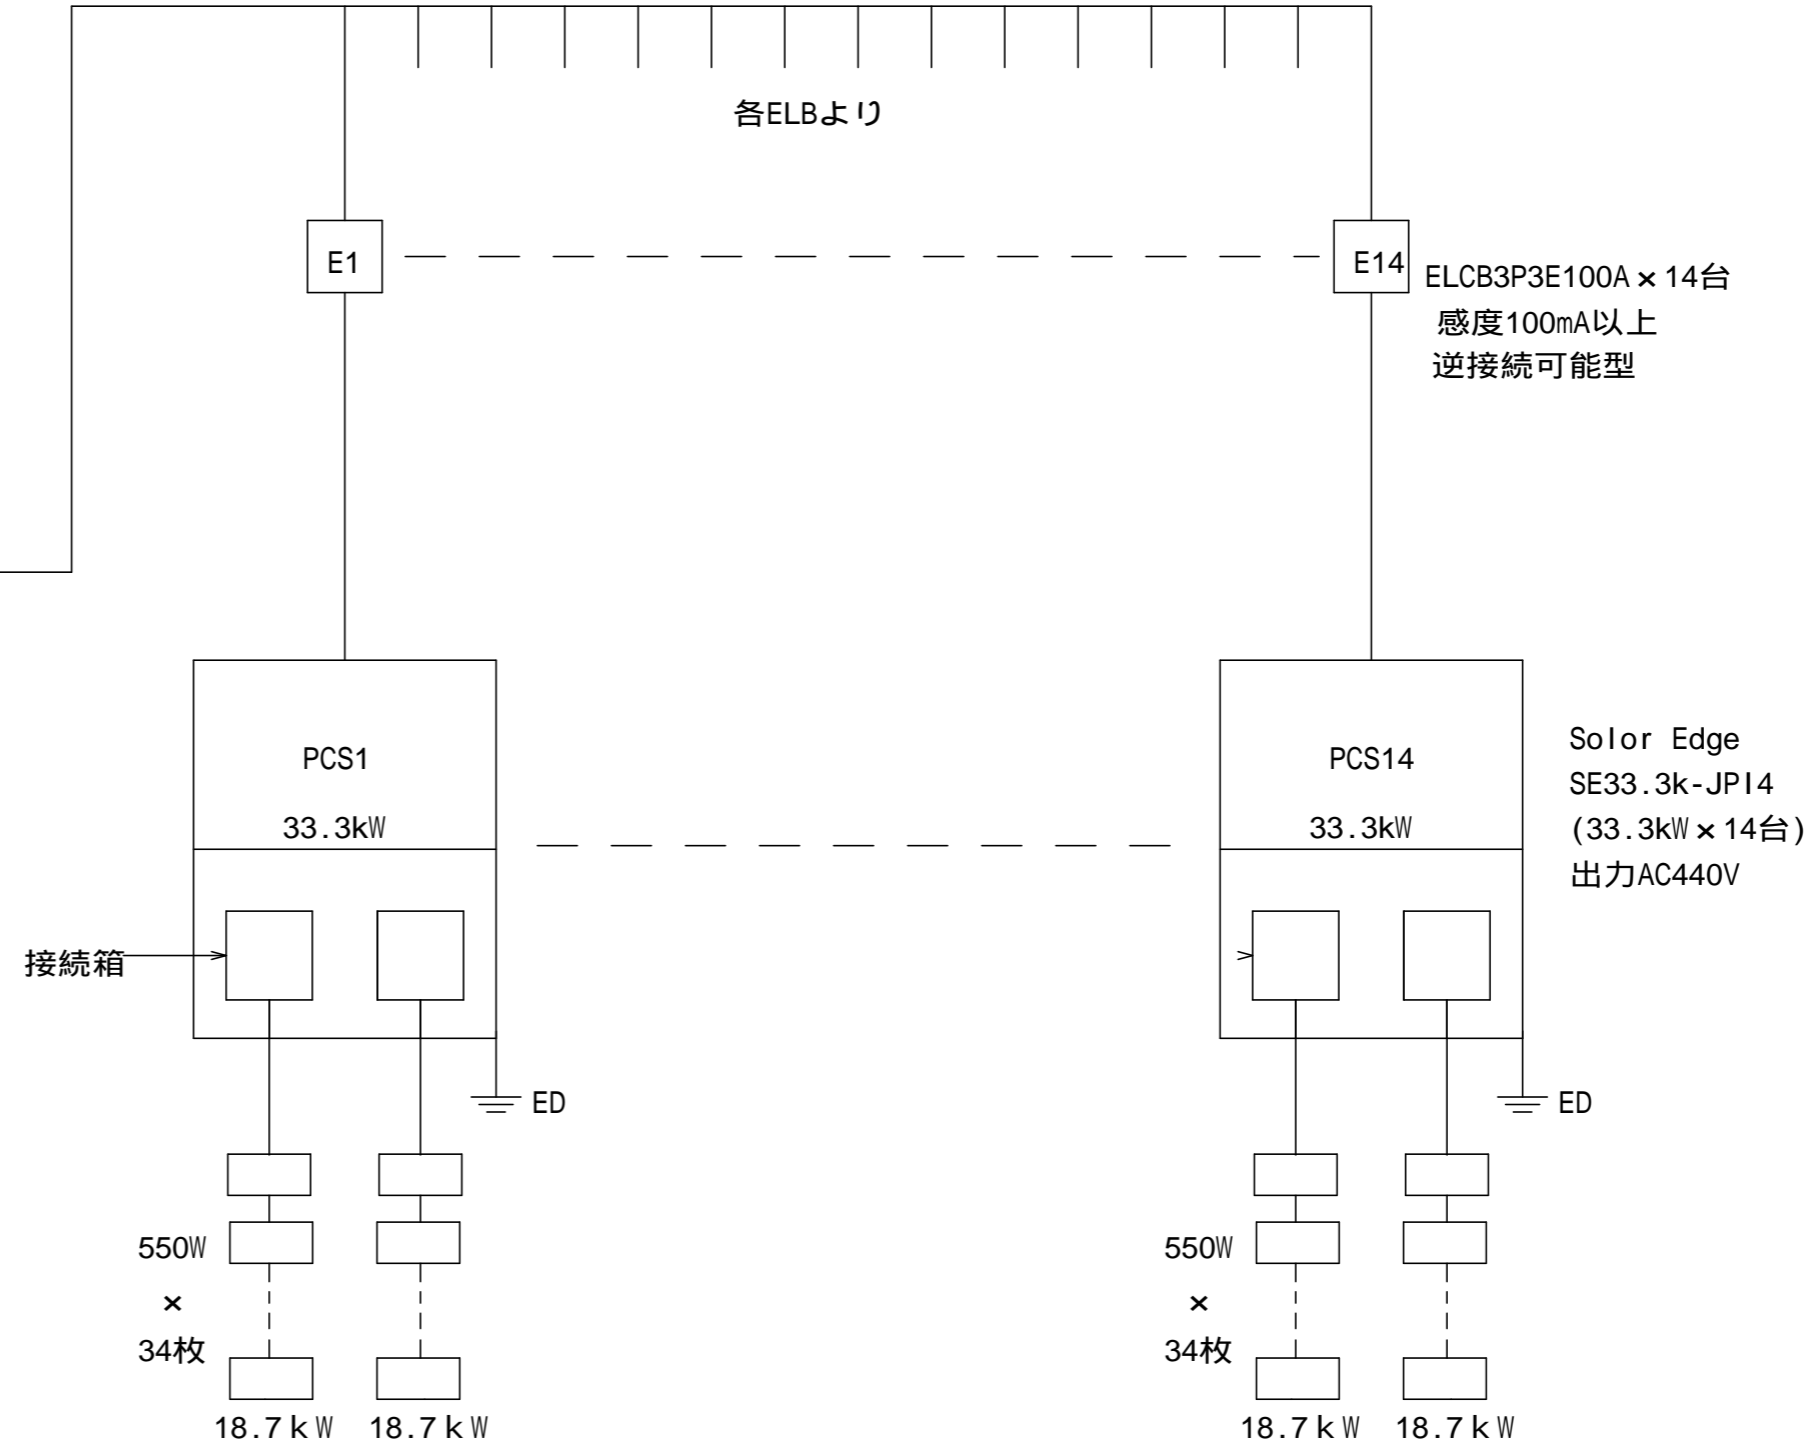 各ELBより
E1
E14
ELCB3P3E100A×14台
感度100mA以上
逆接続可能型
PCS1
33.3kW
PCS14
33.3kW
Solor Edge
SE33.3k-JPI4
(33.3kW×14台)
出力AC440V
接続箱
ED
ED
550W
×
34枚
550W
×
34枚
18.7kW 18.7kW
18.7kW 18.7kW